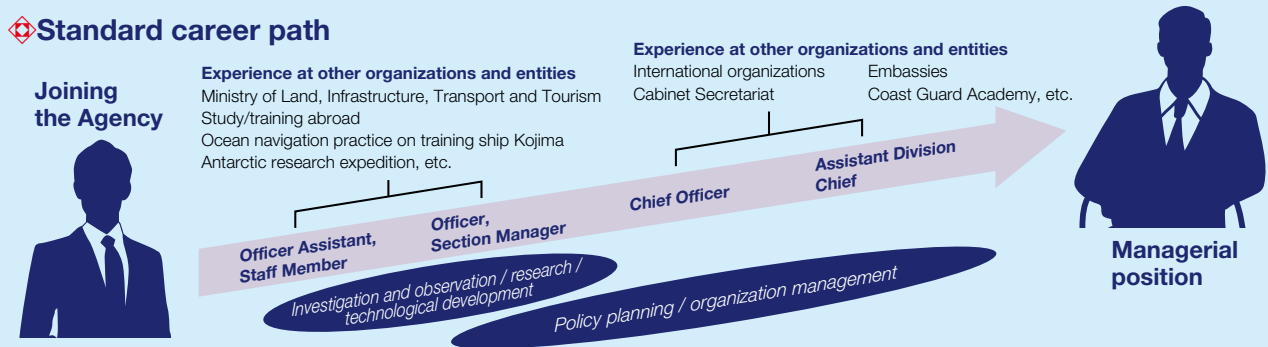 Standard career path
Joining
the Agency
Experience at other organizations and entities
Ministry of Land, Infrastructure, Transport and Tourism
Study/training abroad
Ocean navigation practice on training ship Kojima
Antarctic research expedition, etc.
Experience at other organizations and entities
International organizations
Embassies
Cabinet Secretariat
Coast Guard Academy, etc.
Officer Assistant,
Staff Member
Officer,
Section Manager
Chief Officer
Assistant Division
Chief
Investigation and observation / research /
technological development
Policy planning / organization management
Managerial
position